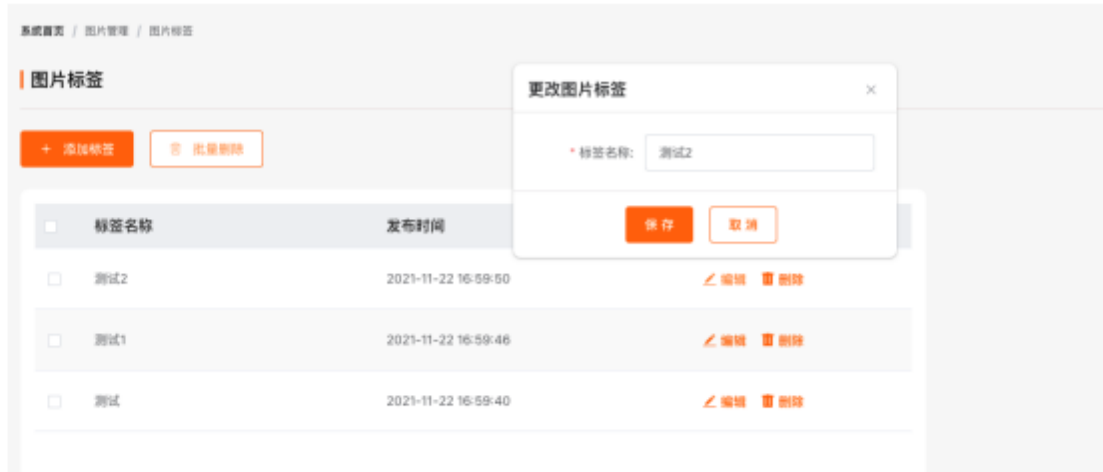 系统首页 / 图片管理 / 图片标签
图片标签
+ 添加标签 批量删除
更改图片标签 ×
* 标签名称: 测试2
保存 取消
标签名称 发布时间
测试2 2021-11-22 16:59:50 编辑 删除
测试1 2021-11-22 16:59:46 编辑 删除
测试 2021-11-22 16:59:40 编辑 删除